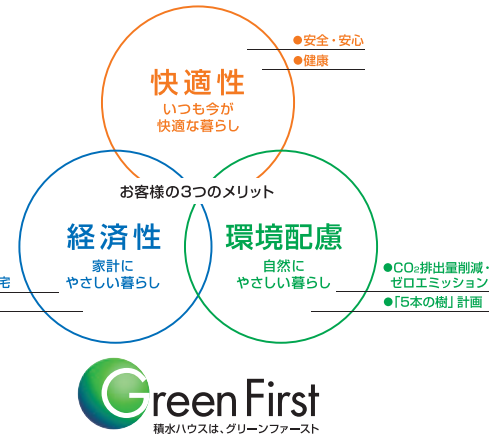 ●安全・安心
●健康
快適性
いつも今が
快適な暮らし
お客様の3つのメリット
経済性
家計に
やさしい暮らし
環境配慮
自然に
やさしい暮らし
宅
●CO₂排出量削減・
ゼロエミッション
●「5本の樹」計画
Green First
積水ハウスは、グリーンファースト